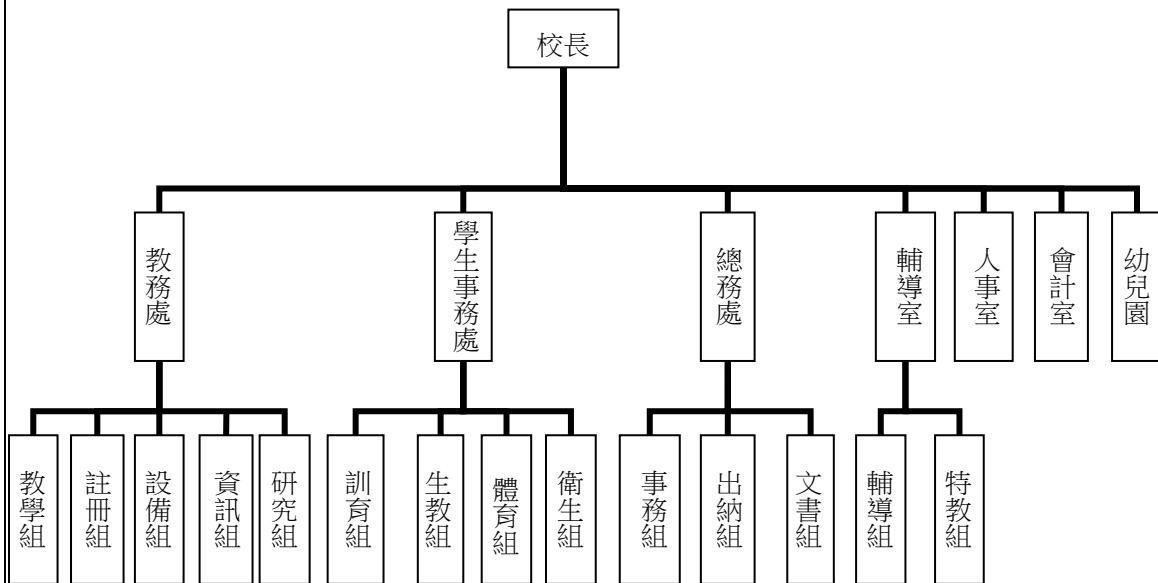 校長
教務處
學生事務處
總務處
輔導室
人事室
會計室
幼兒園
教學組
註冊組
設備組
資訊組
研究組
訓育組
生教組
體育組
衛生組
事務組
出納組
文書組
輔導組
特教組